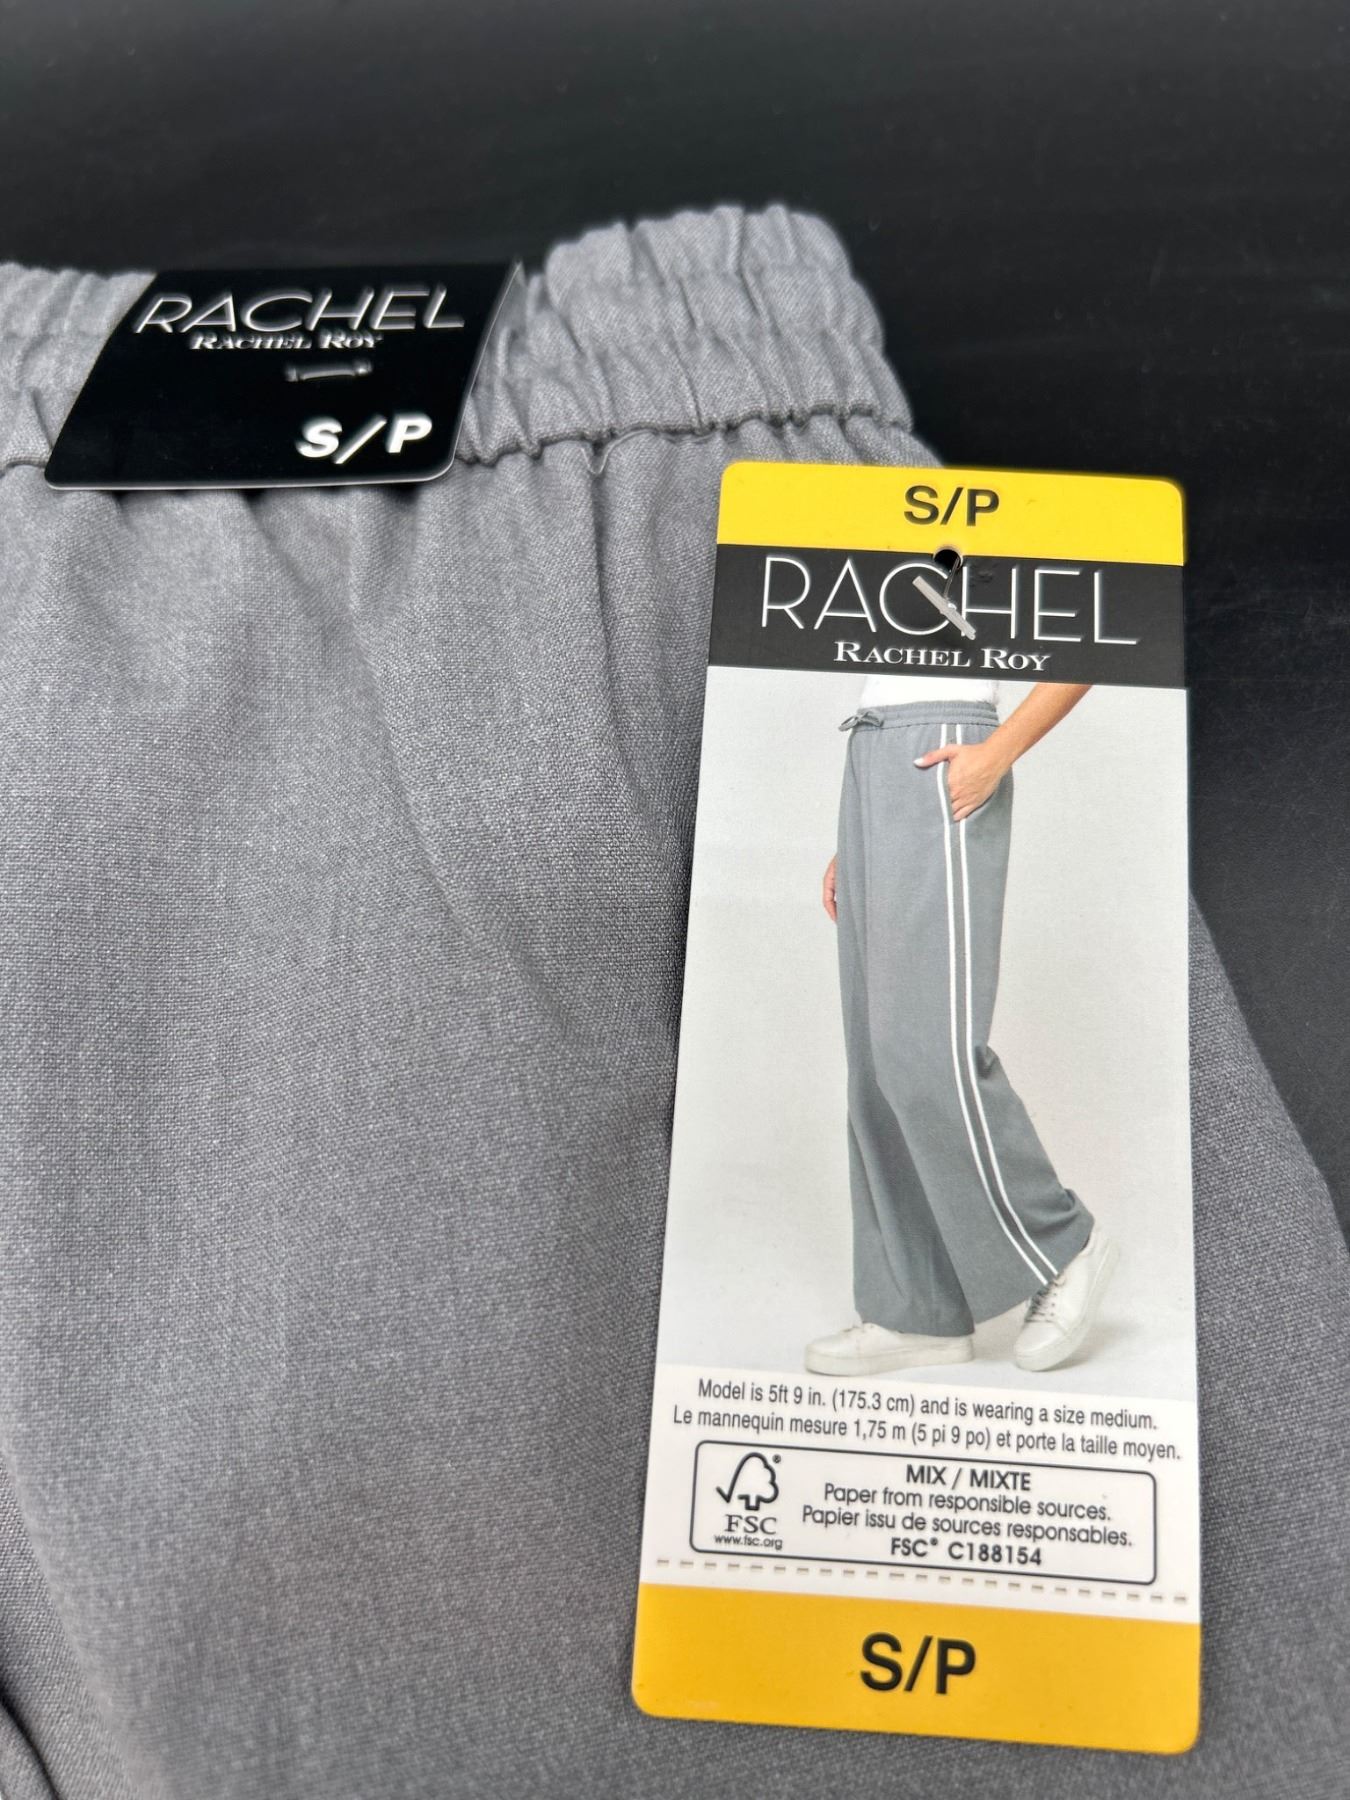 RACHEL
RACHEL ROY
S/P
S/P
RACHEL
RACHEL ROY
Model is 5ft 9 in. (175.3 cm) and is wearing a size medium.
Le mannequin mesure 1,75 m (5 pi 9 po) et porte la taille moyen.
FSC
www.fsc.org
MIX / MIXTE
Paper from responsible sources.
Papier issu de sources responsables.
FSC® C188154
S/P